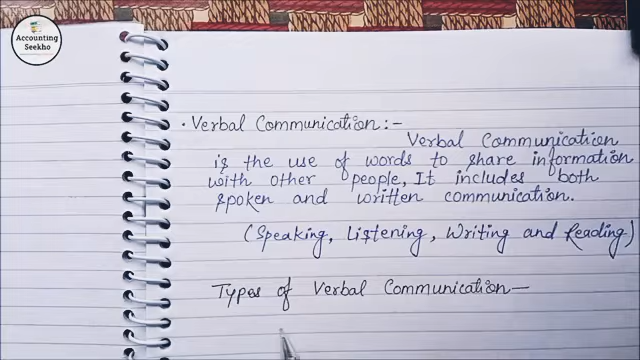 Accounting
Seekho
· Verbal Communication:-
Verbal Communication
is the use of words to share information
with other people, It includes both
spoken and written communication.
(Speaking, Listening, Writing and Reading)
Types of Verbal Communication—